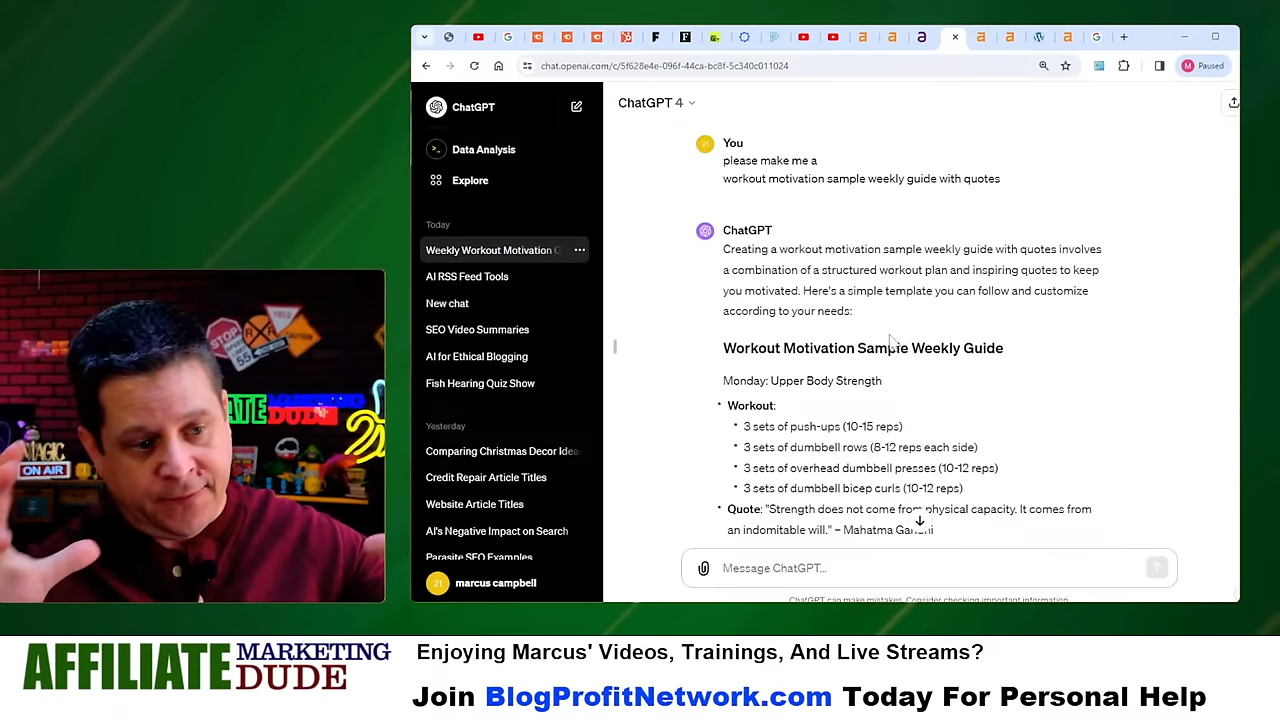 chat.openai.com/c/5f628e4e-096f-44ca-bc8f-5c340c011024
Paused
ChatGPT
Data Analysis
Explore
Today
Weekly Workout Motivation G
AI RSS Feed Tools
New chat
SEO Video Summaries
AI for Ethical Blogging
Fish Hearing Quiz Show
Yesterday
Comparing Christmas Decor Idea
Credit Repair Article Titles
Website Article Titles
AI's Negative Impact on Search
Parasite SEO Examples
21 marcus campbell
ChatGPT 4
You
please make me a
workout motivation sample weekly guide with quotes
ChatGPT
Creating a workout motivation sample weekly guide with quotes involves
a combination of a structured workout plan and inspiring quotes to keep
you motivated. Here's a simple template you can follow and customize
according to your needs:
Workout Motivation Sample Weekly Guide
Monday: Upper Body Strength
• Workout:
• 3 sets of push-ups (10-15 reps)
• 3 sets of dumbbell rows (8-12 reps each side)
• 3 sets of overhead dumbbell presses (10-12 reps)
• 3 sets of dumbbell bicep curls (10-12 reps)
• Quote: "Strength does not come from physical capacity. It comes from
an indomitable will." – Mahatma Gandhi
Message ChatGPT...
ChatGPT can make mistakes. Consider checking important information.
STOP
55
MAGIC
ON AIR
DUDE
AFFILIATE MARKETING DUDE
Enjoying Marcus' Videos, Trainings, And Live Streams?
Join BlogProfitNetwork.com Today For Personal Help